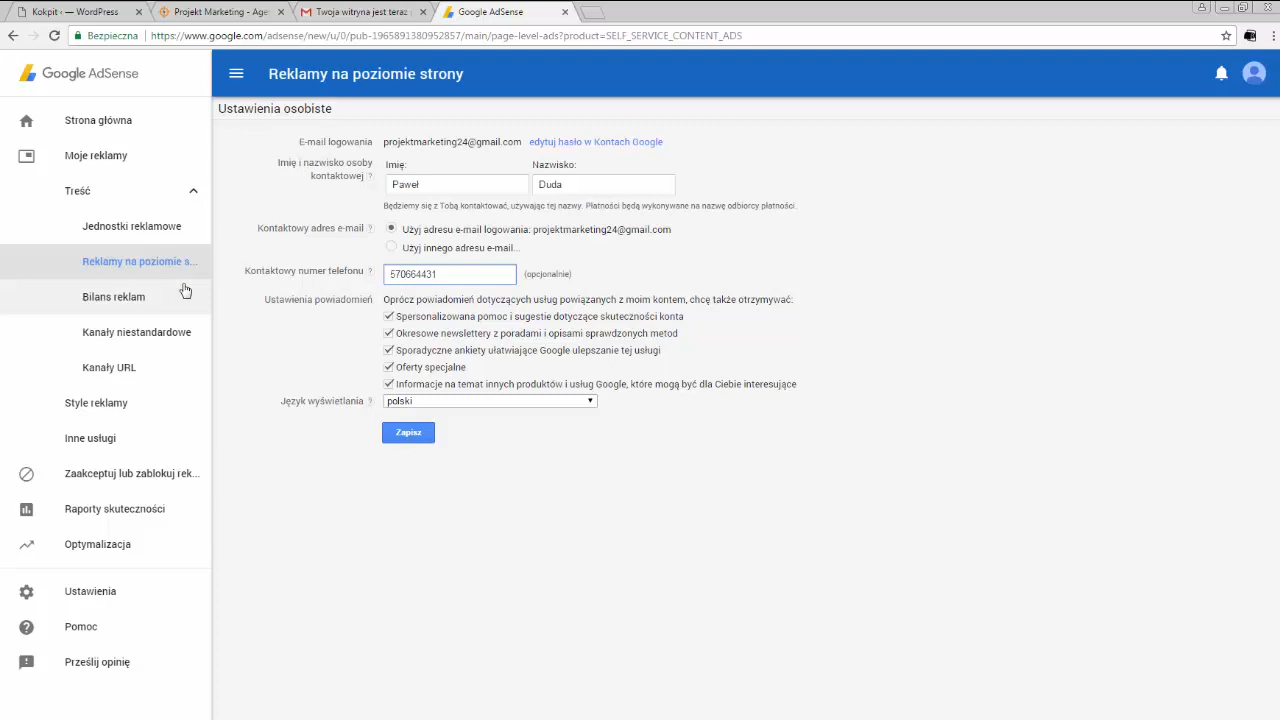 Kokpit ‹ — WordPress
Projekt Marketing - Age
Twoja witryna jest teraz
Google AdSense
Bezpieczna
https://www.google.com/adsense/new/u/0/pub-1965891380952857/main/page-level-ads?product=SELF_SERVICE_CONTENT_ADS
Google AdSense
Reklamy na poziomie strony
Strona główna
Moje reklamy
Treść
Jednostki reklamowe
Reklamy na poziomie s...
Bilans reklam
Kanały niestandardowe
Kanały URL
Style reklamy
Inne usługi
Zaakceptuj lub zablokuj rek...
Raporty skuteczności
Optymalizacja
Ustawienia
Pomoc
Prześlij opinię
Ustawienia osobiste
E-mail logowania projektmarketing24@gmail.com edytuj hasło w Kontach Google
Imię i nazwisko osoby kontaktowej ?
Imię: Nazwisko:
Paweł Duda
Będziemy się z Tobą kontaktować, używając tej nazwy. Płatności będą wykonywane na nazwę odbiorcy płatności.
Kontaktowy adres e-mail ? Użyj adresu e-mail logowania: projektmarketing24@gmail.com
Użyj innego adresu e-mail...
Kontaktowy numer telefonu ? 570664431 (opcjonalnie)
Ustawienia powiadomień Oprócz powiadomień dotyczących usług powiązanych z moim kontem, chcę także otrzymywać:
Spersonalizowana pomoc i sugestie dotyczące skuteczności konta
Okresowe newslettery z poradami i opisami sprawdzonych metod
Sporadyczne ankiety ułatwiające Google ulepszanie tej usługi
Oferty specjalne
Informacje na temat innych produktów i usług Google, które mogą być dla Ciebie interesujące
Język wyświetlania ? polski
Zapisz